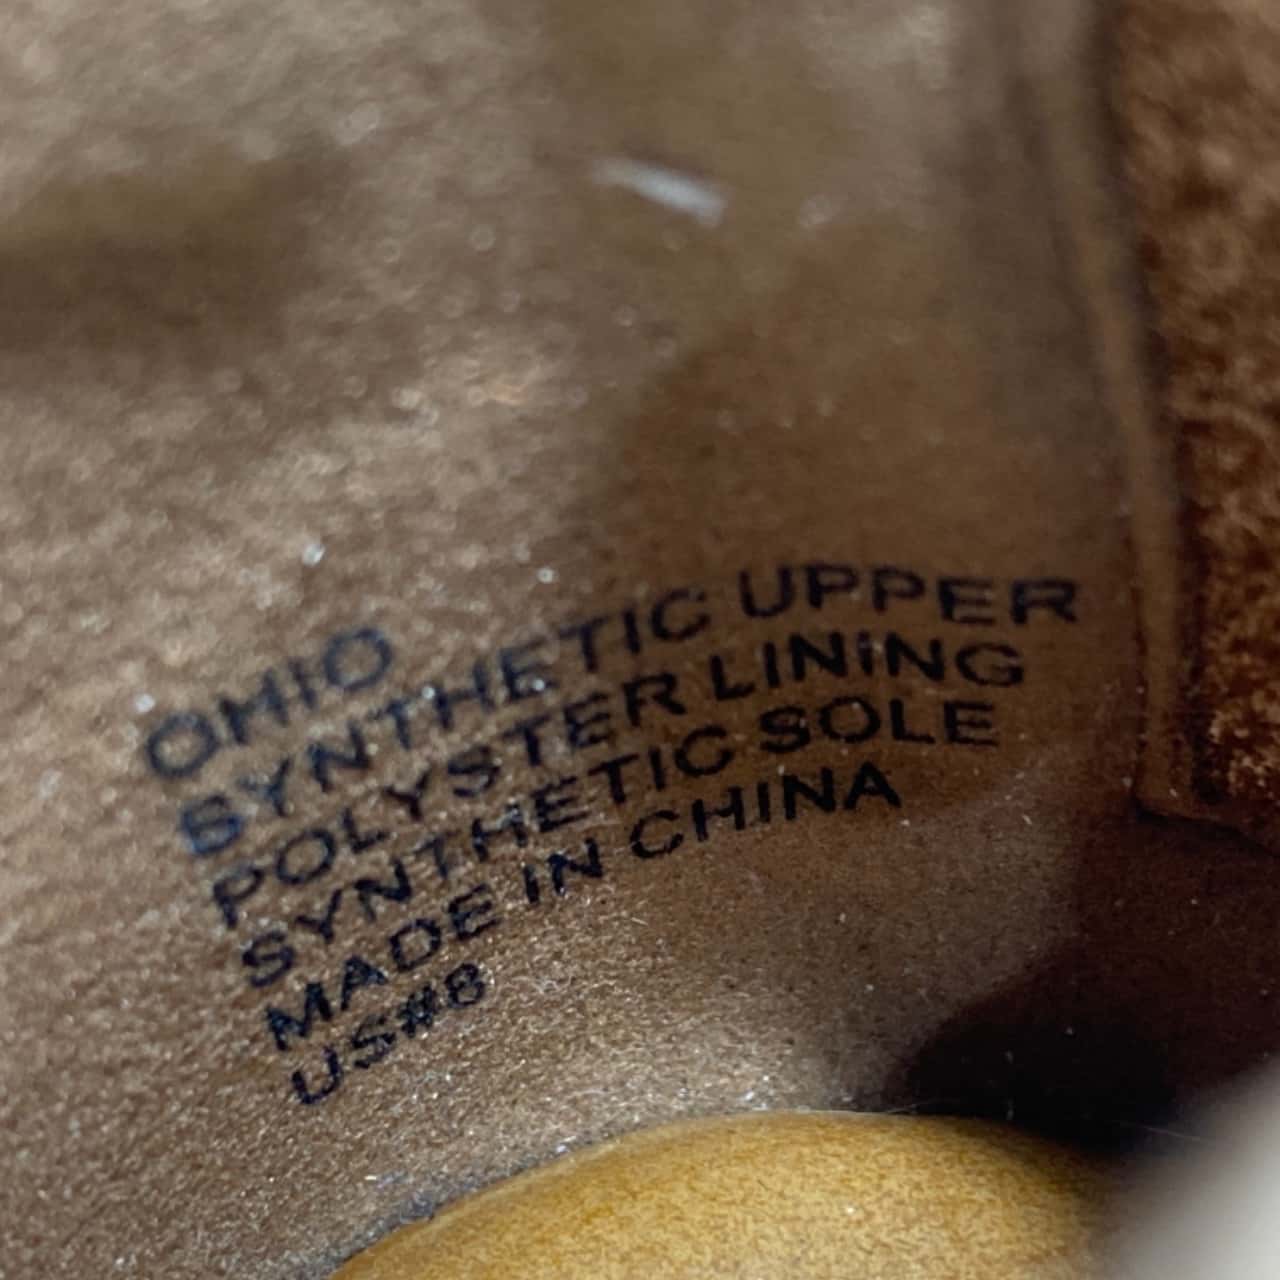 OHIO
SYNTHETIC UPPER
POLYSTER LINING
SYNTHETIC SOLE
MADE IN CHINA
US#8